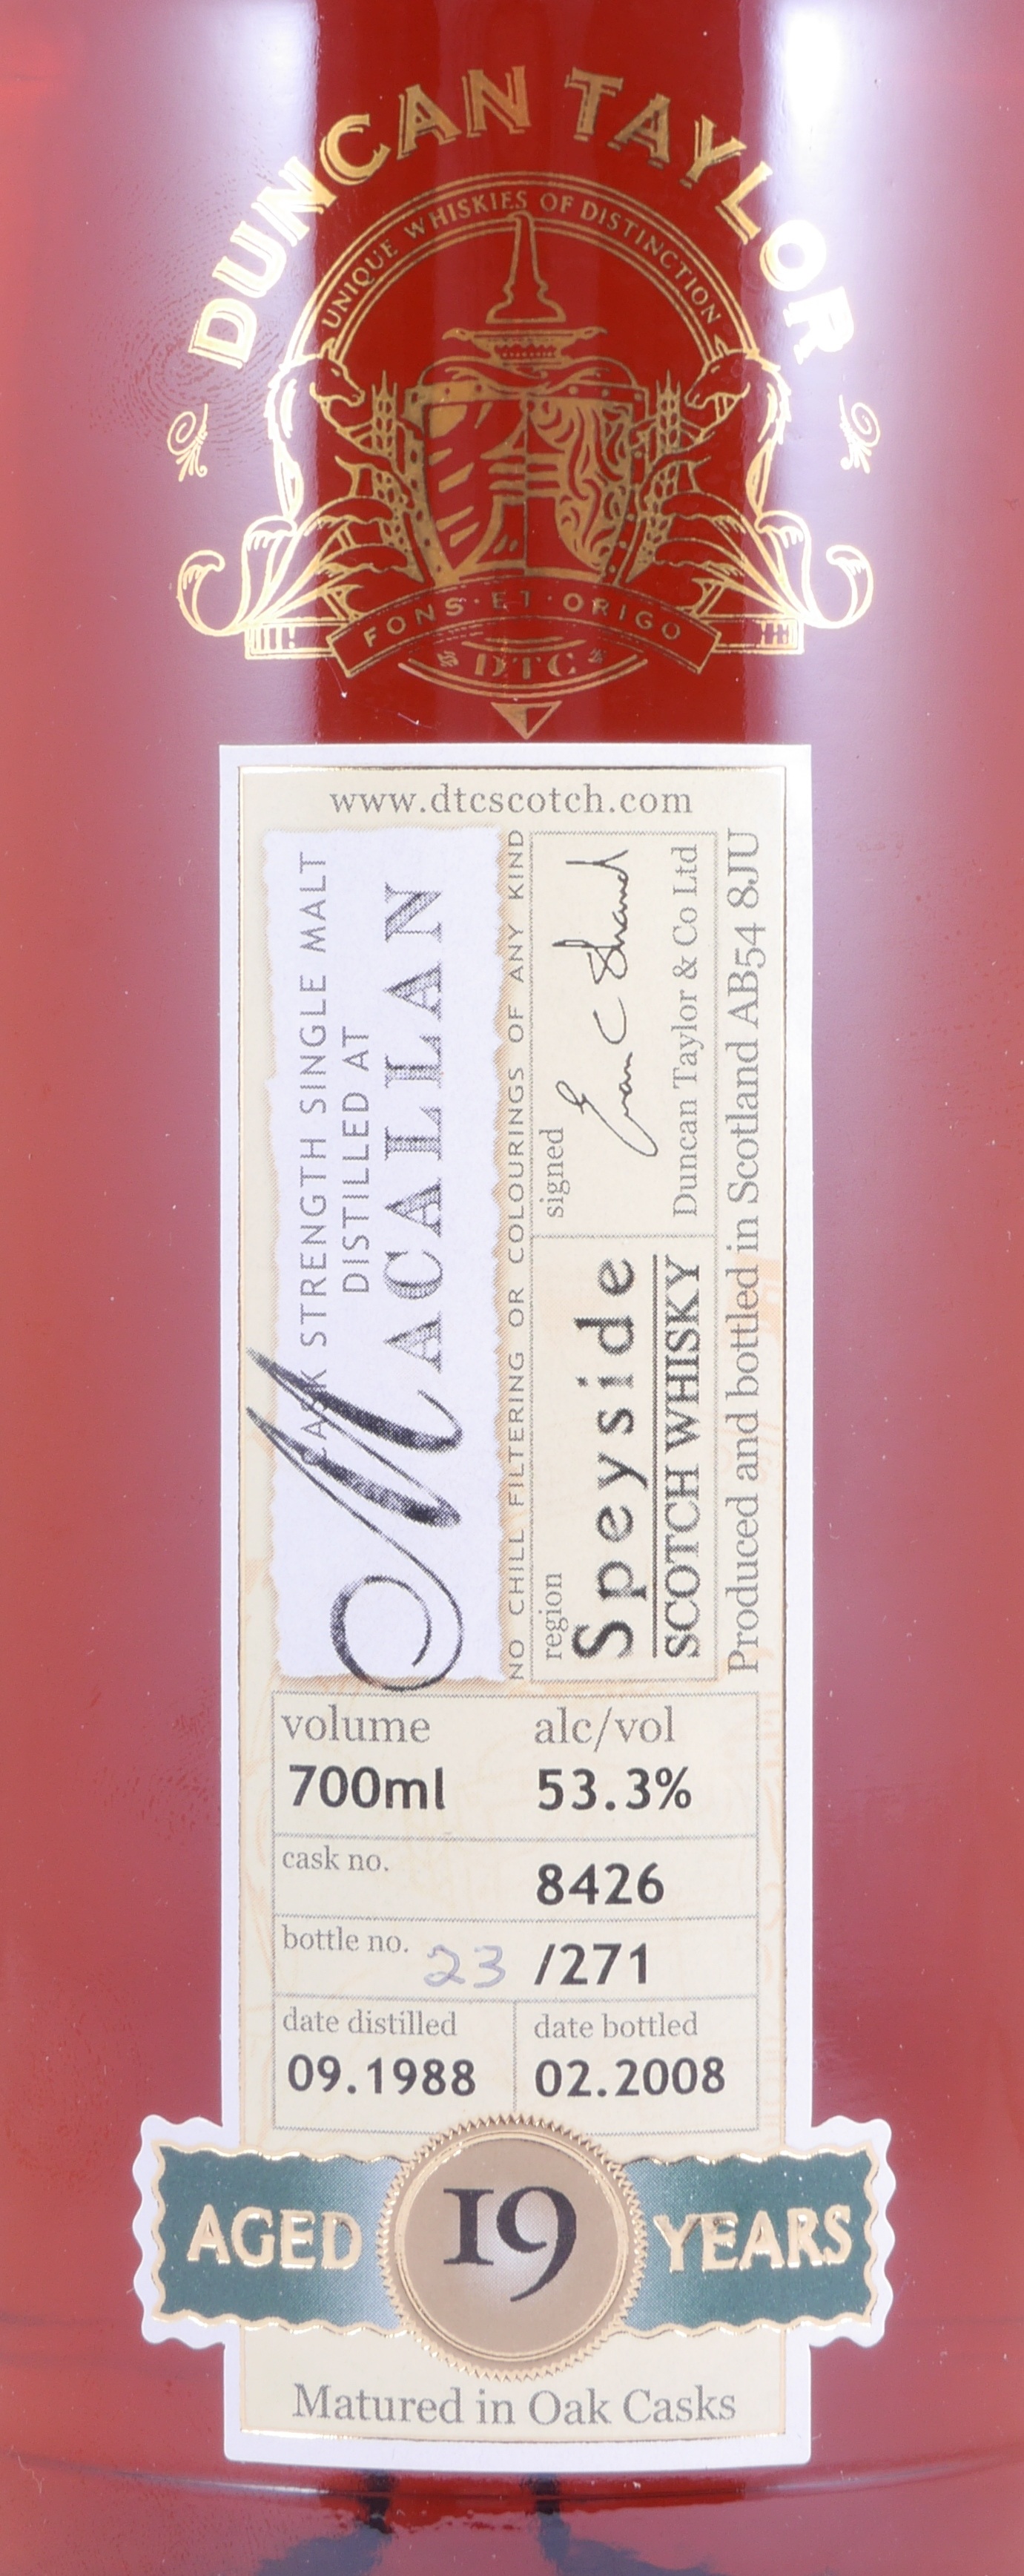 DUNCAN TAYLOR
UNIQUE WHISKIES OF DISTINCTION
FONS·ET·ORIGO
DTC
www.dtcscotch.com
CASK STRENGTH SINGLE MALT
DISTILLED AT
MACALLAN
NO CHILL FILTERING OR COLOURINGS OF ANY KIND
region
Speyside
SCOTCH WHISKY
signed
Euan C Shand
Duncan Taylor & Co Ltd
Produced and bottled in Scotland AB54 8JU
volume alc/vol
700ml 53.3%
cask no. 8426
bottle no. 23 /271
date distilled date bottled
09.1988 02.2008
AGED 19 YEARS
Matured in Oak Casks